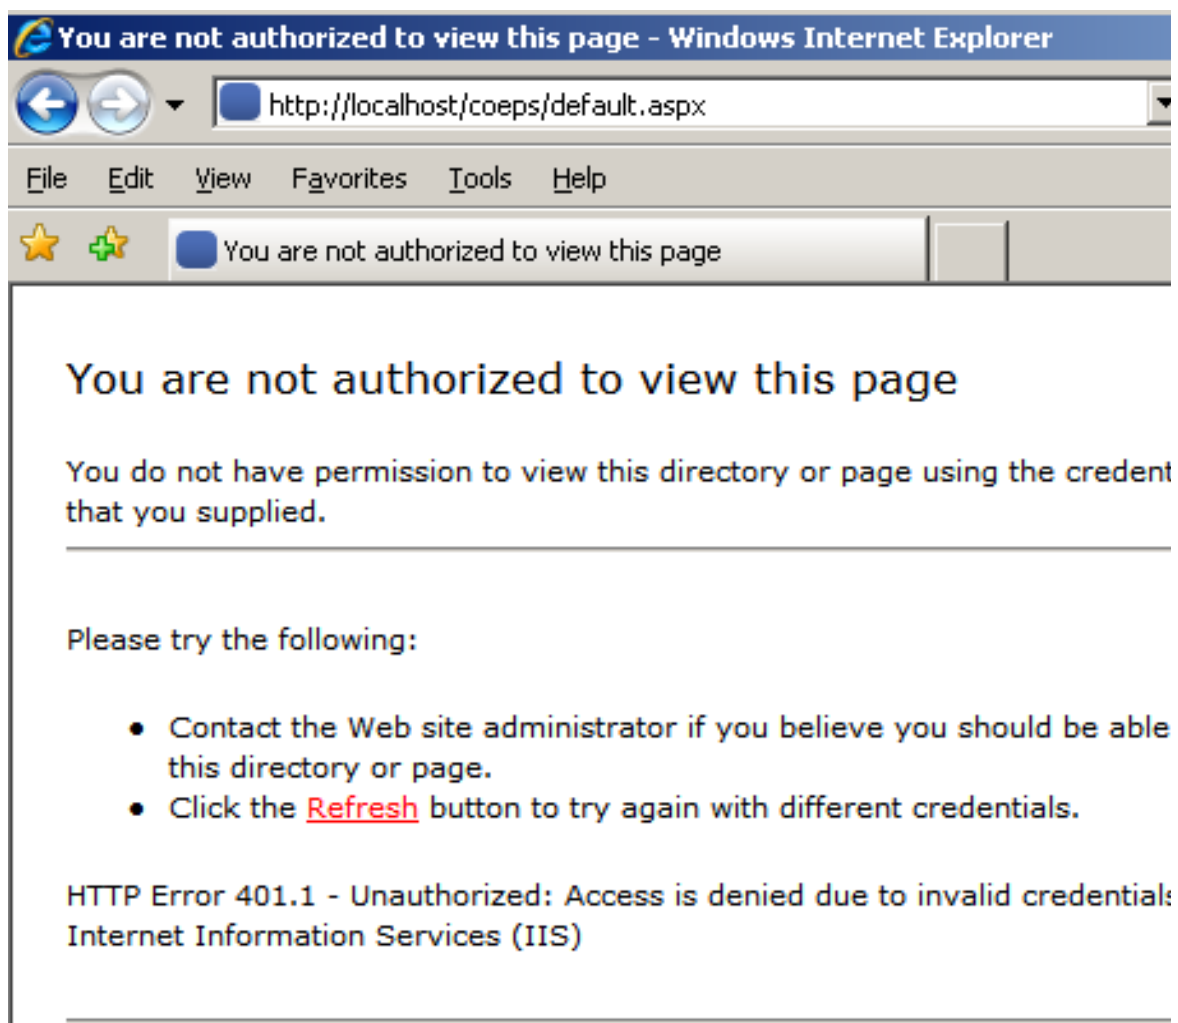 You are not authorized to view this page - Windows Internet Explorer
http://localhost/coeps/default.aspx
File Edit View Favorites Tools Help
You are not authorized to view this page
You are not authorized to view this page
You do not have permission to view this directory or page using the credent
that you supplied.
Please try the following:
• Contact the Web site administrator if you believe you should be able
this directory or page.
• Click the Refresh button to try again with different credentials.
HTTP Error 401.1 - Unauthorized: Access is denied due to invalid credentials
Internet Information Services (IIS)